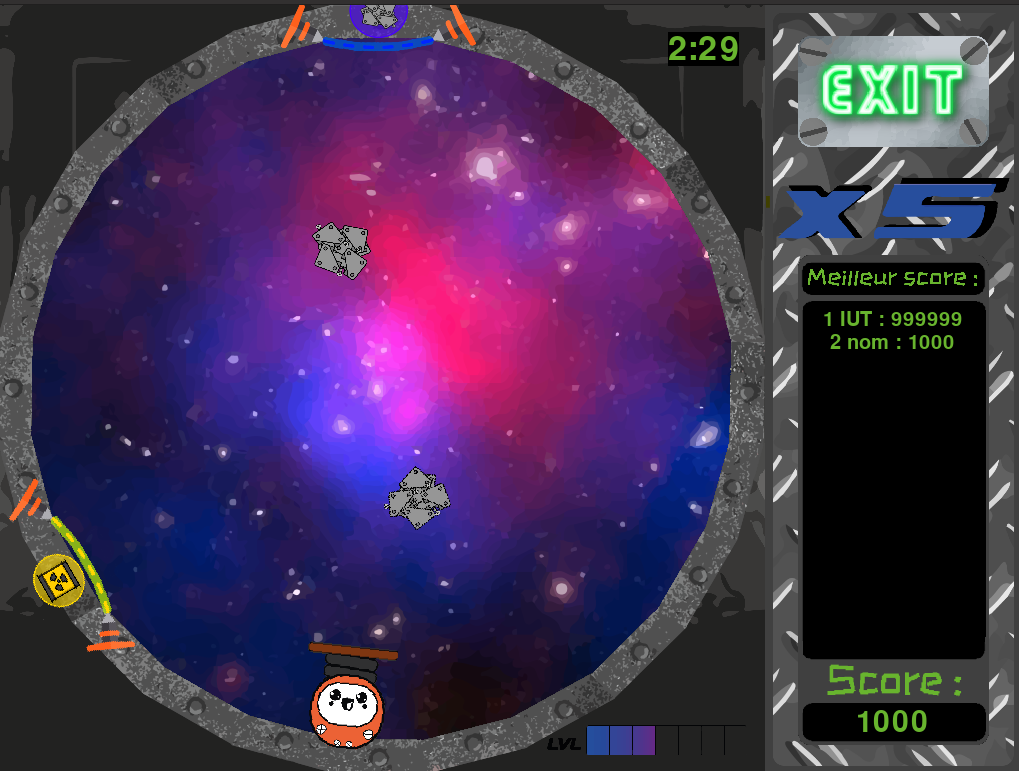 2:29
EXIT
x5
Meilleur score :
1 IUT : 999999
2 nom : 1000
Score :
1000
LVL